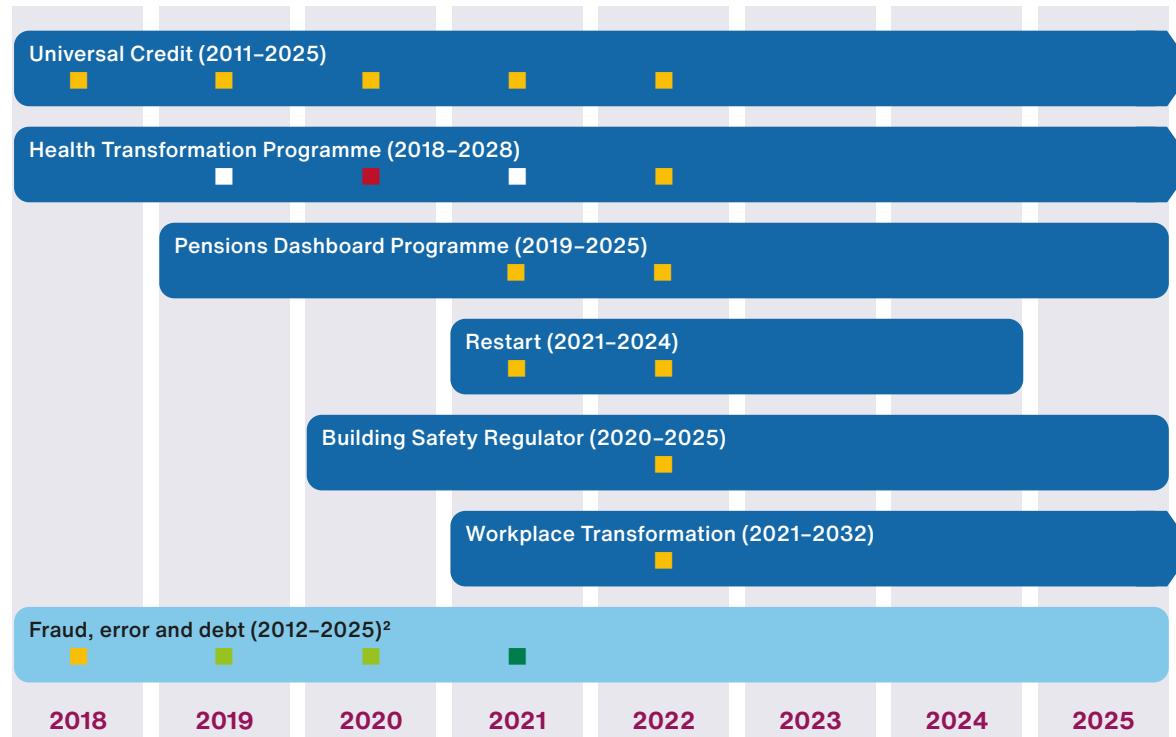 Universal Credit (2011–2025)
Health Transformation Programme (2018–2028)
Pensions Dashboard Programme (2019–2025)
Restart (2021–2024)
Building Safety Regulator (2020–2025)
Workplace Transformation (2021–2032)
Fraud, error and debt (2012–2025)²
2018 2019 2020 2021 2022 2023 2024 2025